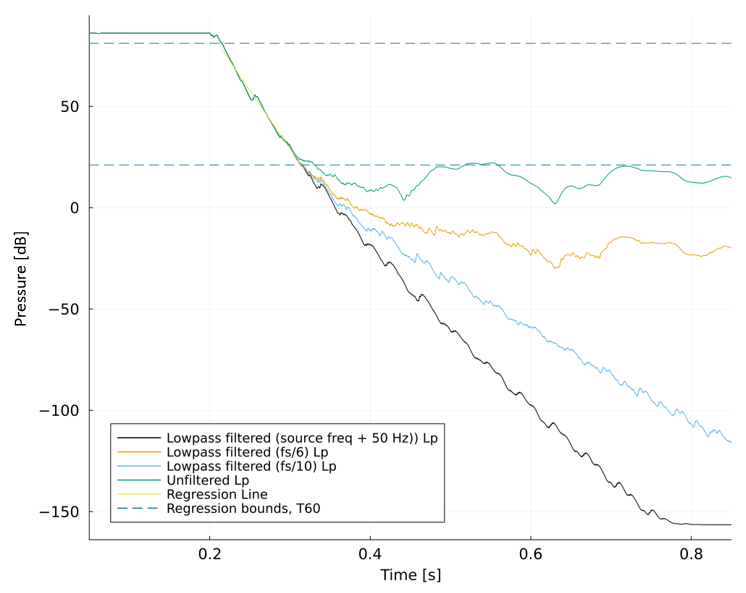 50
0
−50
−100
−150
Pressure [dB]
Lowpass filtered (source freq + 50 Hz)) Lp
Lowpass filtered (fs/6) Lp
Lowpass filtered (fs/10) Lp
Unfiltered Lp
Regression Line
Regression bounds, T60
0.2 0.4 0.6 0.8
Time [s]